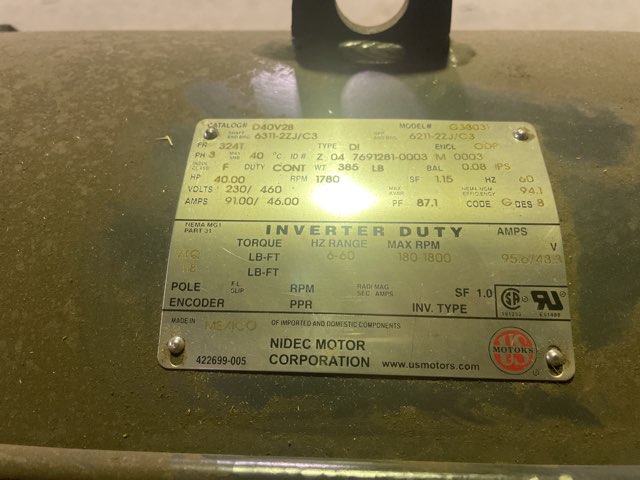 CATALOG# D40V2B MODEL# G38031
SHAFT END BRG 6311-2ZJ/C3 OPP END BRG 6211-2ZJ/C3
FR 324T TYPE DI ENCL ODP
PH 3 MAX AMB 40 °C ID# Z 04 7691281-0003 M 0003
INSUL CLASS F DUTY CONT WT 385 LB BAL 0.08 IPS
HP 40.00 RPM 1780 SF 1.15 HZ 60
VOLTS 230/ 460 MAX KVAR NEMA NOM EFFICIENCY 94.1
AMPS 91.00/ 46.00 PF 87.1 CODE G DES B
NEMA MG1 PART 31 INVERTER DUTY AMPS
TORQUE HZ RANGE MAX RPM V
LB-FT 6-60 180-1800 95.6/
LB-FT
POLE F.L. SLIP RPM RADI MAG SEC. AMPS SF 1.0
ENCODER PPR INV. TYPE
MADE IN MEXICO OF IMPORTED AND DOMESTIC COMPONENTS
NIDEC MOTOR
CORPORATION www.usmotors.com
422699-005
US MOTORS